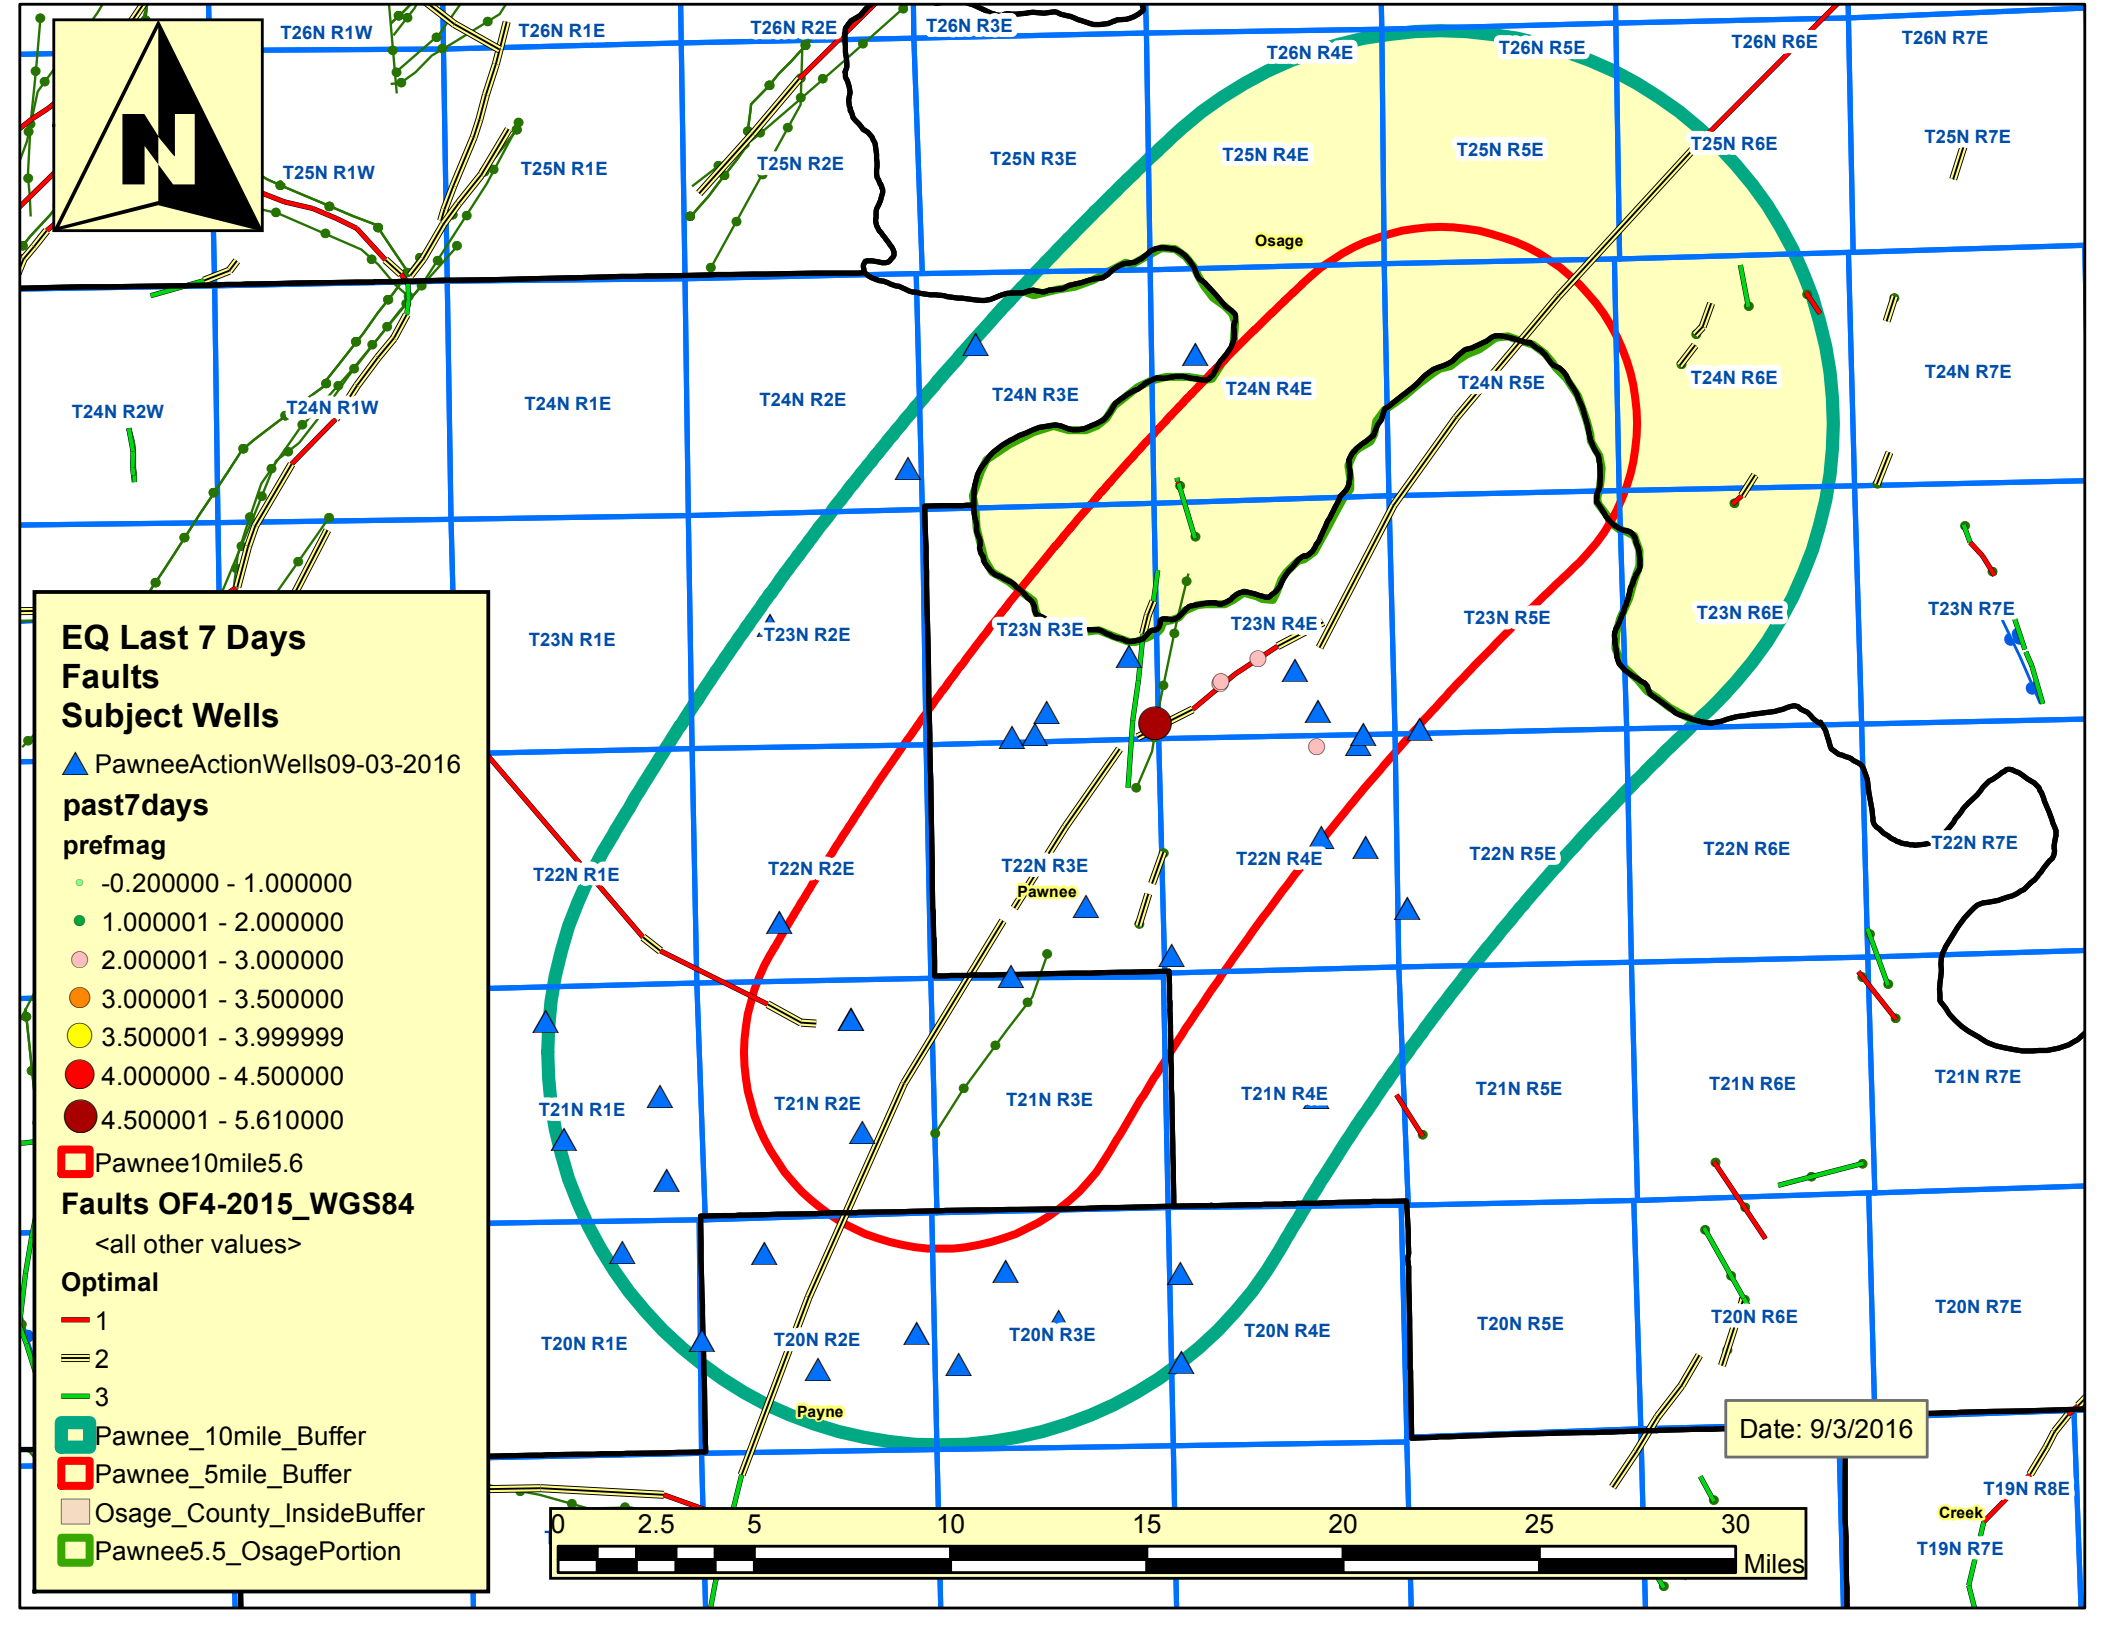 T26N R1W
T26N R1E
T26N R2E
T26N R3E
T26N R4E
T26N R5E
T26N R6E
T26N R7E
N
T25N R1W
T25N R1E
T25N R2E
T25N R3E
T25N R4E
T25N R5E
T25N R6E
T25N R7E
Osage
T24N R2W
T24N R1W
T24N R1E
T24N R2E
T24N R3E
T24N R4E
T24N R5E
T24N R6E
T24N R7E
T23N R1E
T23N R2E
T23N R3E
T23N R4E
T23N R5E
T23N R6E
T23N R7E
T22N R1E
T22N R2E
T22N R3E
Pawnee
T22N R4E
T22N R5E
T22N R6E
T22N R7E
T21N R1E
T21N R2E
T21N R3E
T21N R4E
T21N R5E
T21N R6E
T21N R7E
T20N R1E
T20N R2E
T20N R3E
T20N R4E
T20N R5E
T20N R6E
T20N R7E
Payne
T19N R8E
Creek
T19N R7E
EQ Last 7 Days
Faults
Subject Wells
PawneeActionWells09-03-2016
past7days
prefmag
-0.200000 - 1.000000
1.000001 - 2.000000
2.000001 - 3.000000
3.000001 - 3.500000
3.500001 - 3.999999
4.000000 - 4.500000
4.500001 - 5.610000
Pawnee10mile5.6
Faults OF4-2015_WGS84
<all other values>
Optimal
1
2
3
Pawnee_10mile_Buffer
Pawnee_5mile_Buffer
Osage_County_InsideBuffer
Pawnee5.5_OsagePortion
Date: 9/3/2016
0 2.5 5 10 15 20 25 30
Miles